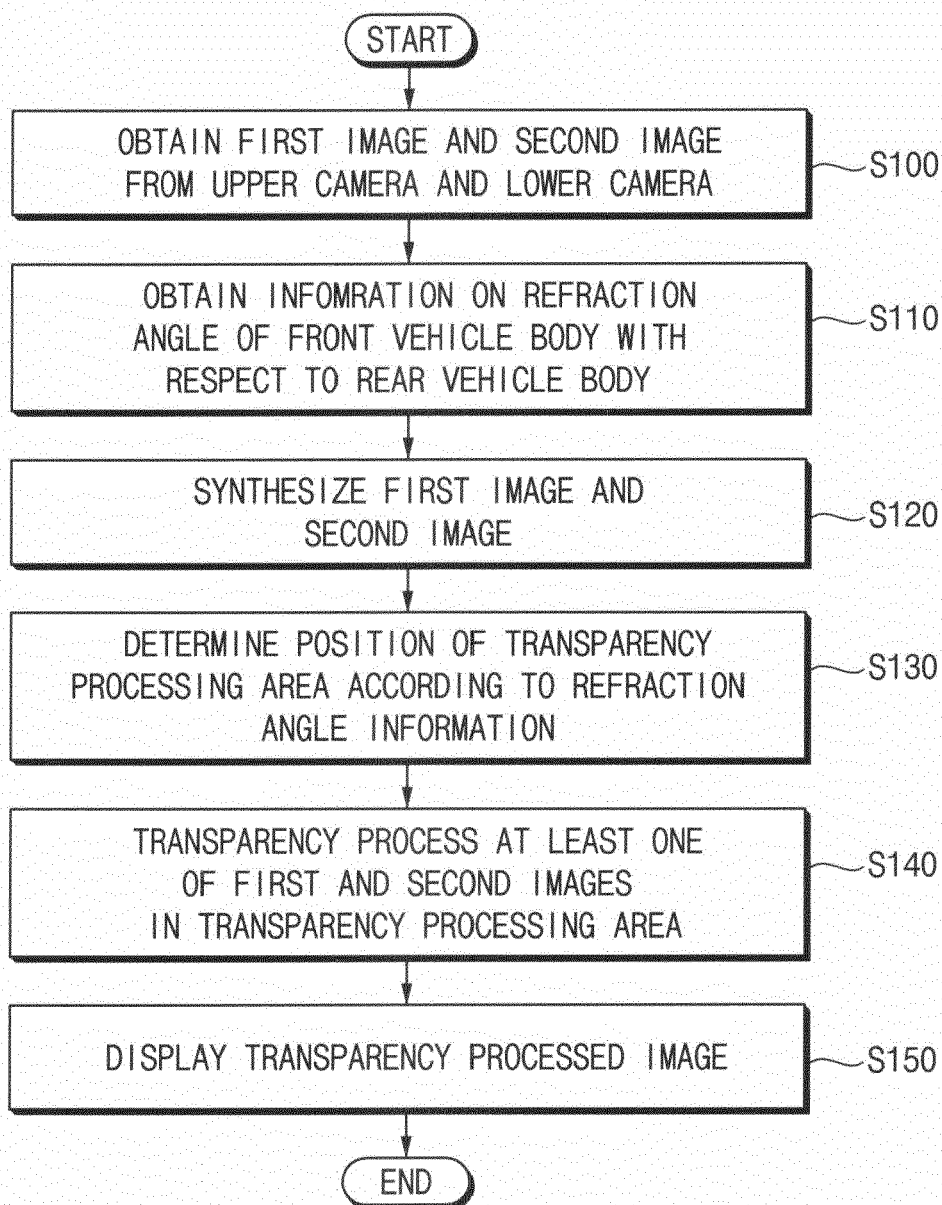 START
OBTAIN FIRST IMAGE AND SECOND IMAGE
FROM UPPER CAMERA AND LOWER CAMERA
S100
OBTAIN INFOMRATION ON REFRACTION
ANGLE OF FRONT VEHICLE BODY WITH
RESPECT TO REAR VEHICLE BODY
S110
SYNTHESIZE FIRST IMAGE AND
SECOND IMAGE
S120
DETERMINE POSITION OF TRANSPARENCY
PROCESSING AREA ACCORDING TO REFRACTION
ANGLE INFORMATION
S130
TRANSPARENCY PROCESS AT LEAST ONE
OF FIRST AND SECOND IMAGES
IN TRANSPARENCY PROCESSING AREA
S140
DISPLAY TRANSPARENCY PROCESSED IMAGE
S150
END